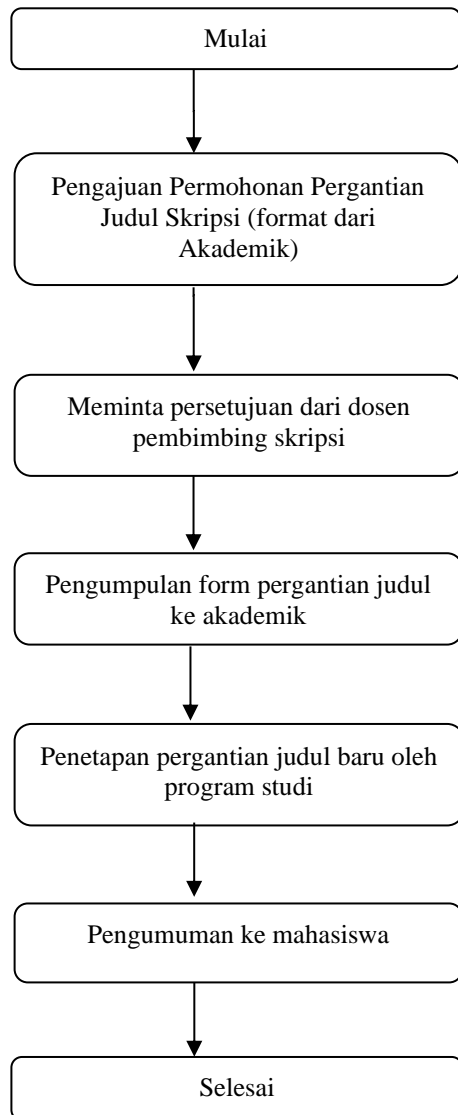 Mulai
Pengajuan Permohonan Pergantian
Judul Skripsi (format dari
Akademik)
Meminta persetujuan dari dosen
pembimbing skripsi
Pengumpulan form pergantian judul
ke akademik
Penetapan pergantian judul baru oleh
program studi
Pengumuman ke mahasiswa
Selesai